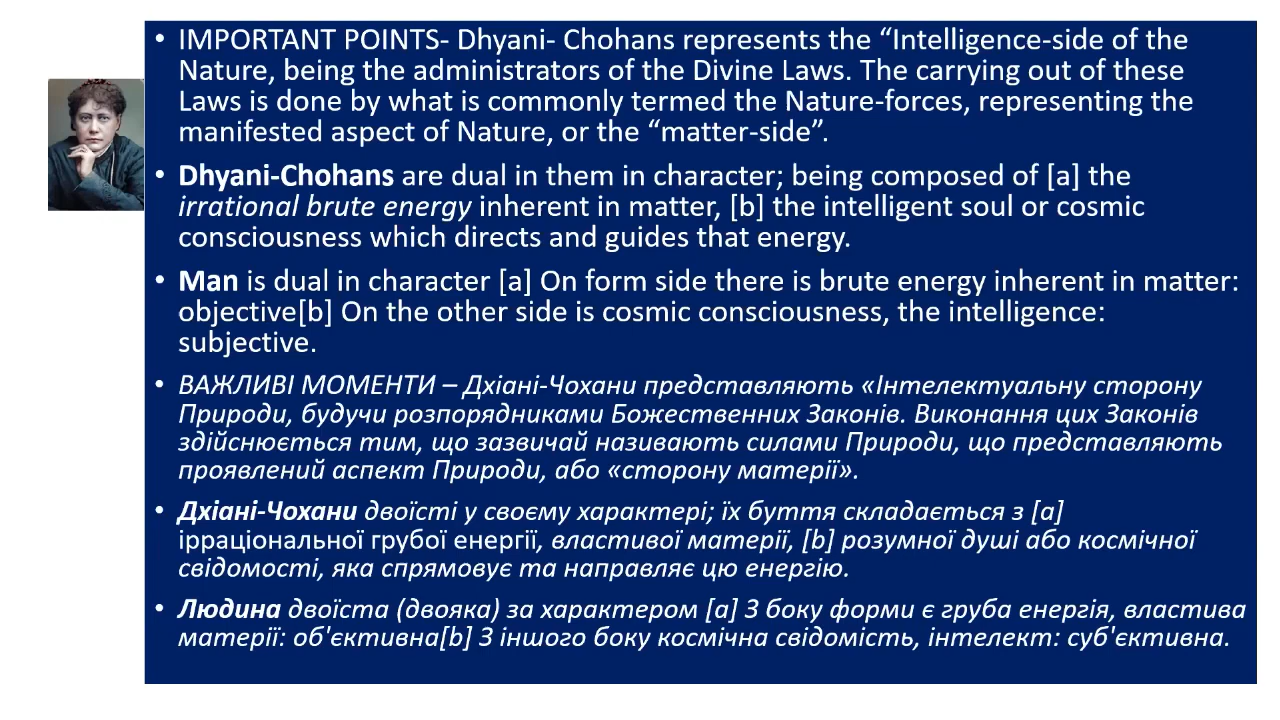 • IMPORTANT POINTS- Dhyani- Chohans represents the “Intelligence-side of the
Nature, being the administrators of the Divine Laws. The carrying out of these
Laws is done by what is commonly termed the Nature-forces, representing the
manifested aspect of Nature, or the “matter-side”.
• Dhyani-Chohans are dual in them in character; being composed of [a] the
irrational brute energy inherent in matter, [b] the intelligent soul or cosmic
consciousness which directs and guides that energy.
• Man is dual in character [a] On form side there is brute energy inherent in matter:
objective[b] On the other side is cosmic consciousness, the intelligence:
subjective.
• ВАЖЛИВІ МОМЕНТИ – Дхіані-Чохани представляють «Інтелектуальну сторону
Природи, будучи розпорядниками Божественних Законів. Виконання цих Законів
здійснюється тим, що зазвичай називають силами Природи, що представляють
проявлений аспект Природи, або «сторону матерії».
• Дхіані-Чохани двоїсті у своєму характері; їх буття складається з [a]
ірраціональної грубої енергії, властивої матерії, [b] розумної душі або космічної
свідомості, яка спрямовує та направляє цю енергію.
• Людина двоїста (двояка) за характером [a] З боку форми є груба енергія, властива
матерії: об'єктивна[b] З іншого боку космічна свідомість, інтелект: суб'єктивна.